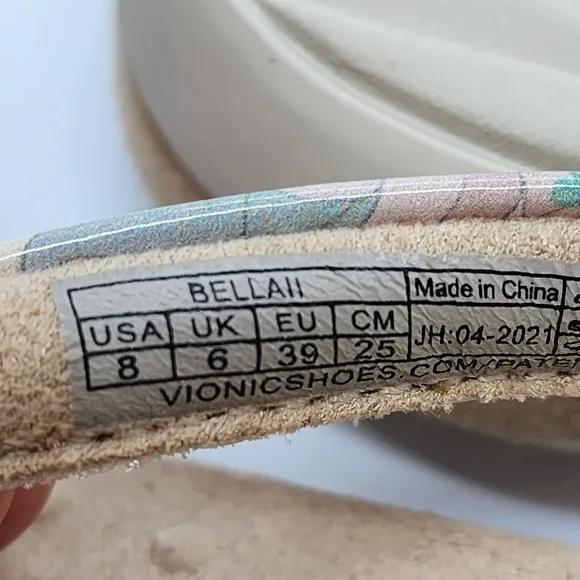 BELLAII
USA UK EU CM
8 6 39 25
Made in China
JH:04-2021
VIONICSHOES.COM/PATE